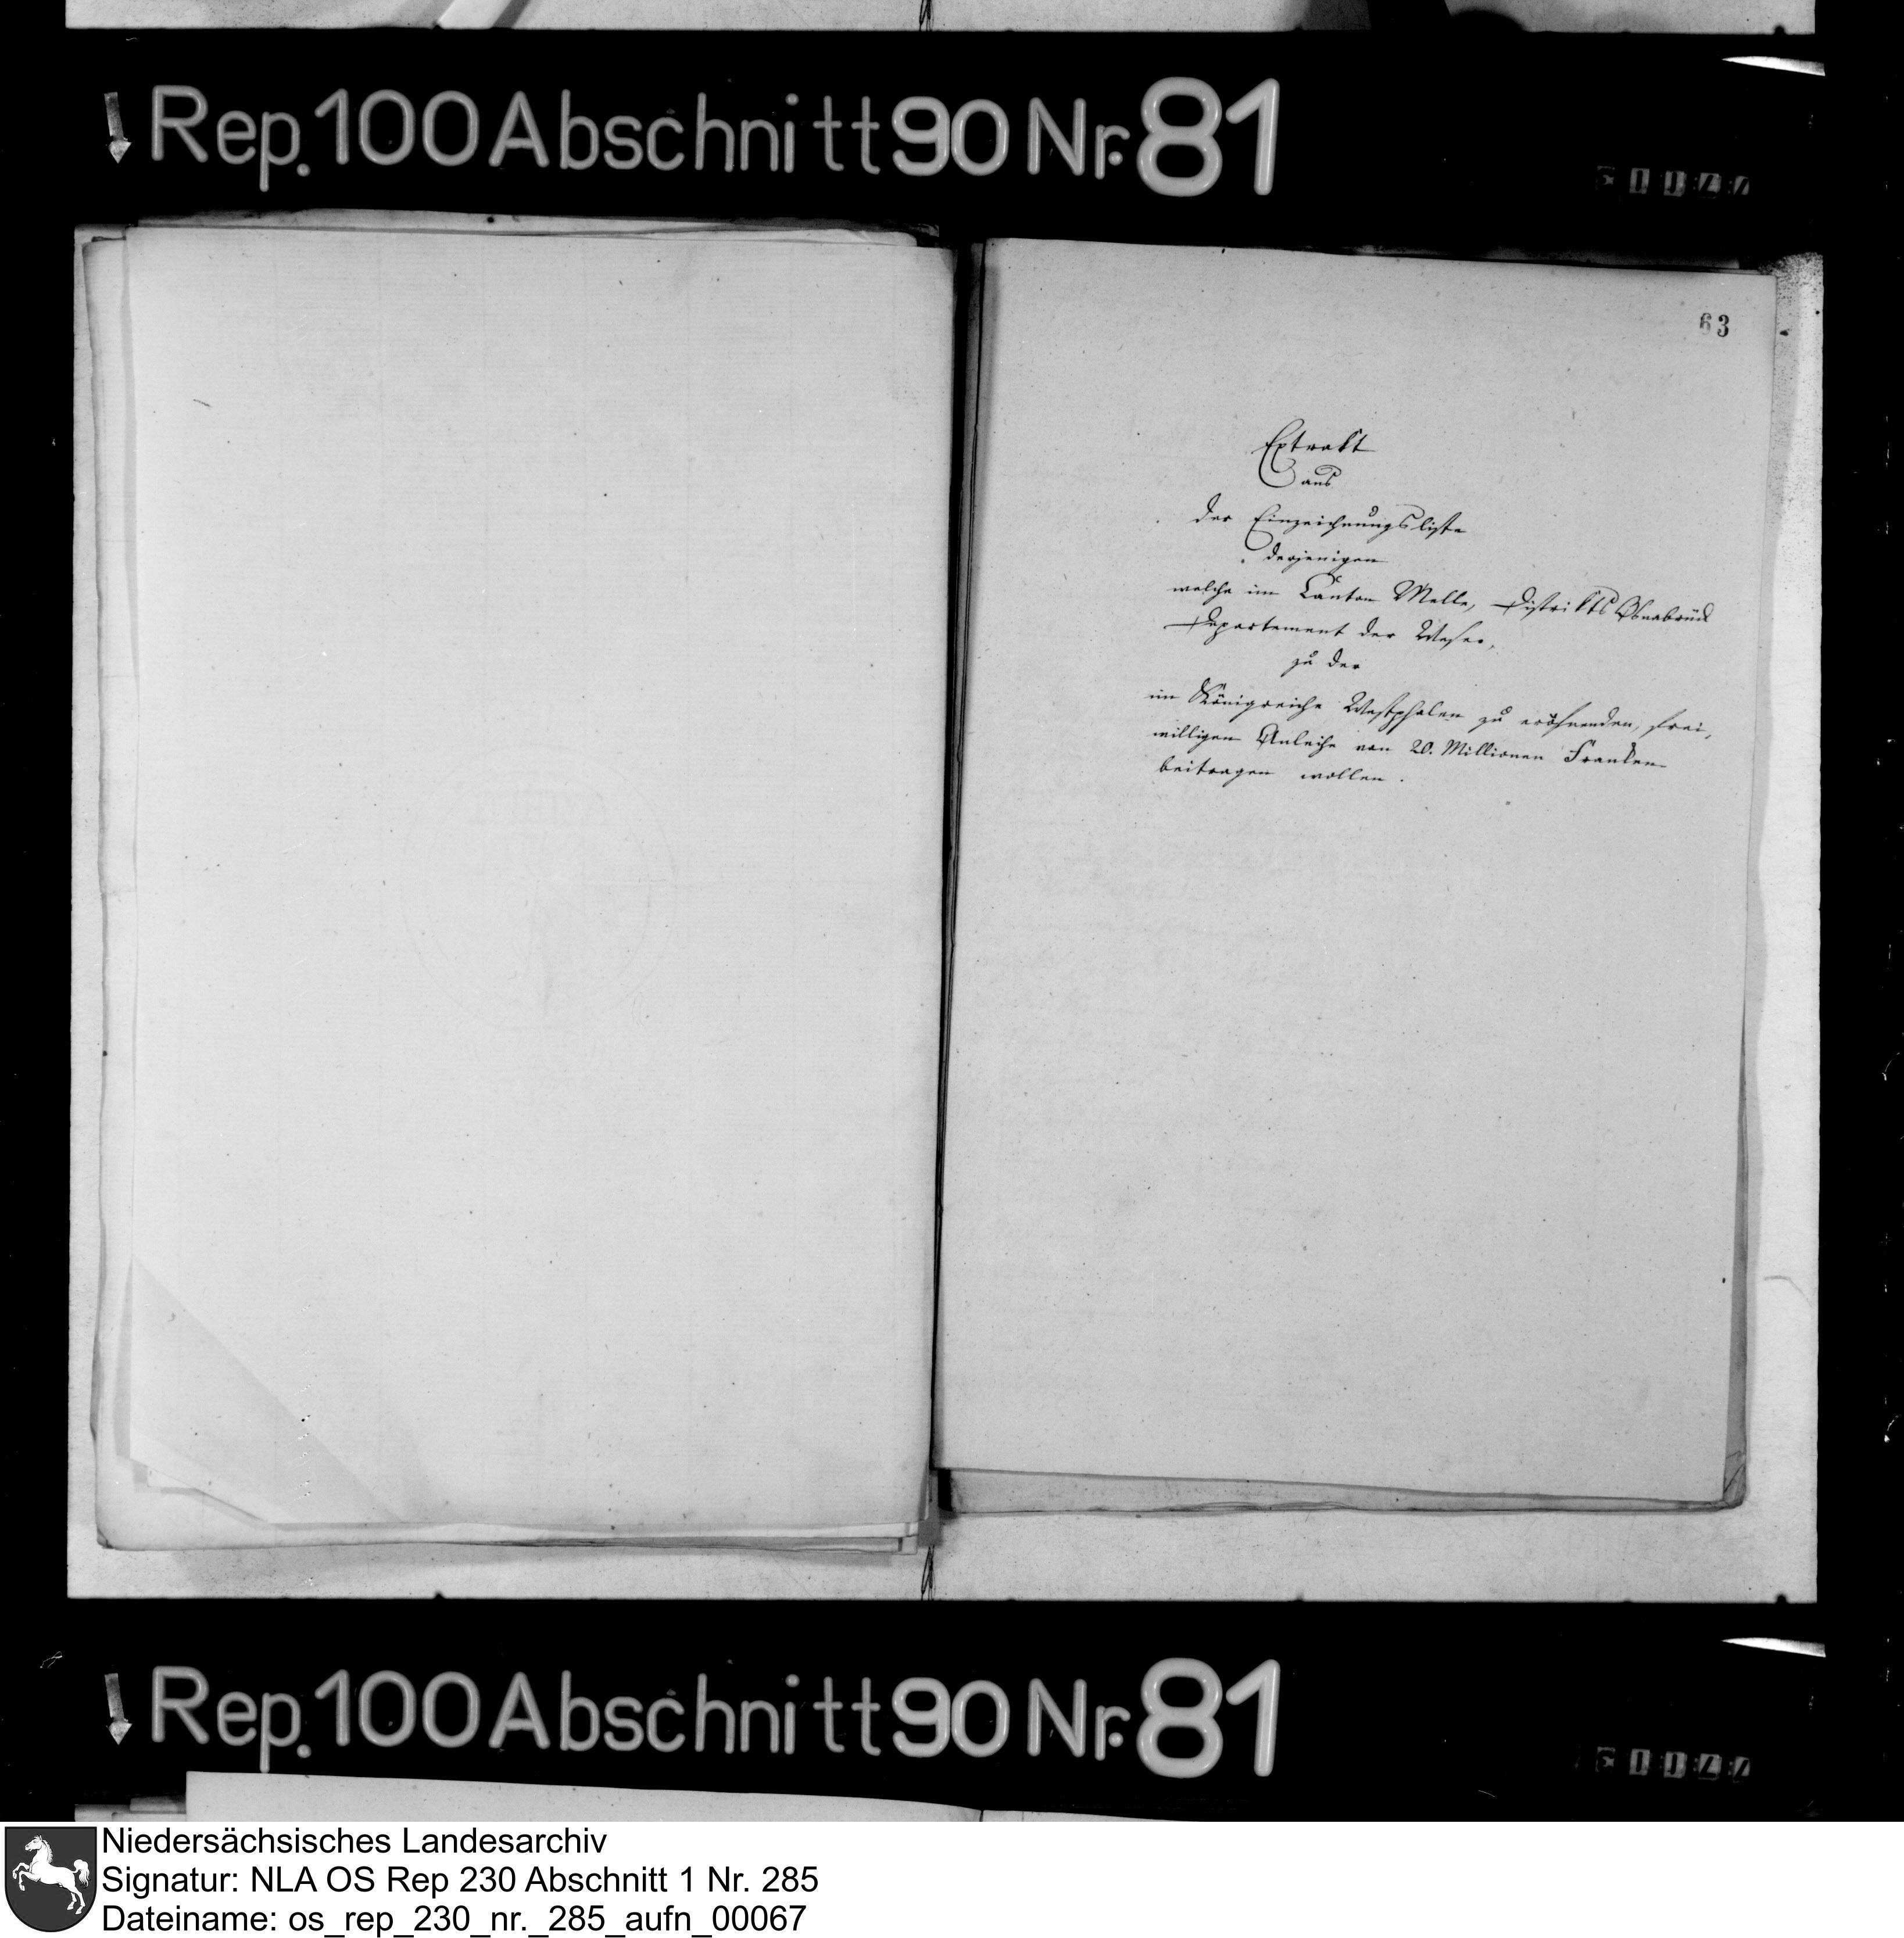 Rep. 100 Abschnitt 90 Nr. 81
63
Extrakt
aus
der Einzeichnungsliste
derjenigen
welche im Canton Melle, Distrikts Osnabrück
Departement der Weser,
zu der
im Königreiche Westphalen zu eröfnenden, frei,
willigen Anleihe von 20. Millionen Franken
beitragen wollen.
Rep. 100 Abschnitt 90 Nr. 81
Niedersächsisches Landesarchiv
Signatur: NLA OS Rep 230 Abschnitt 1 Nr. 285
Dateiname: os_rep_230_nr._285_aufn_00067